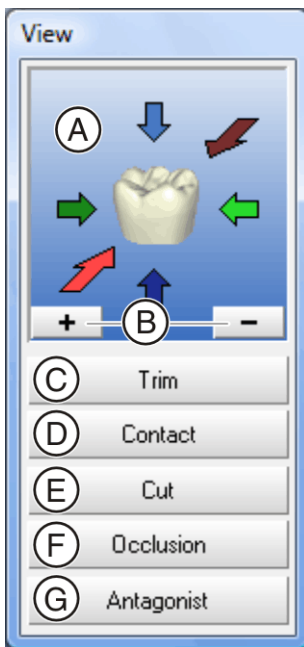 View
A
+ B −
C Trim
D Contact
E Cut
F Occlusion
G Antagonist